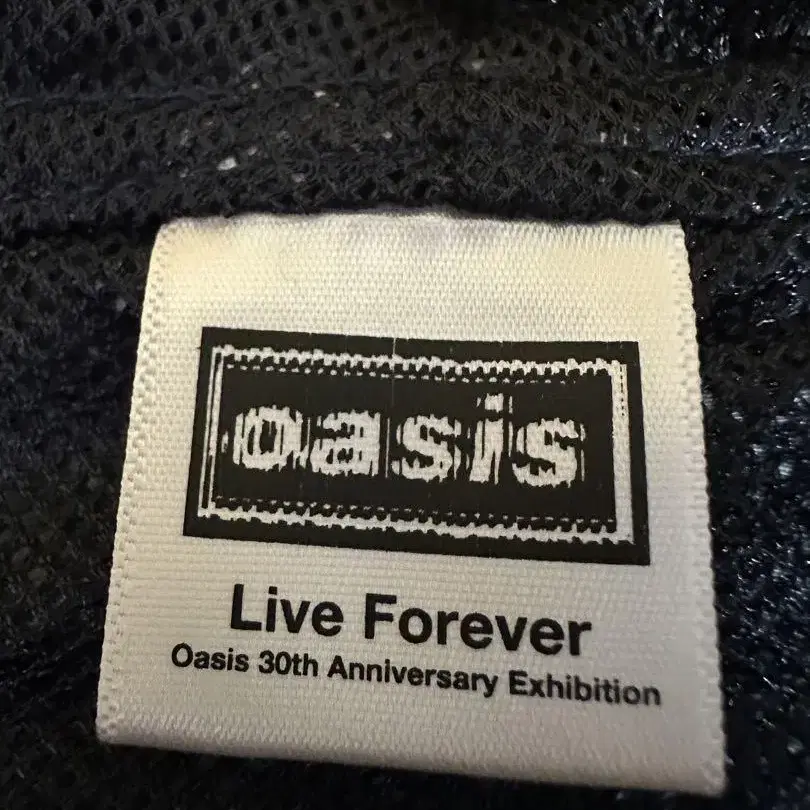 oasis
Live Forever
Oasis 30th Anniversary Exhibition